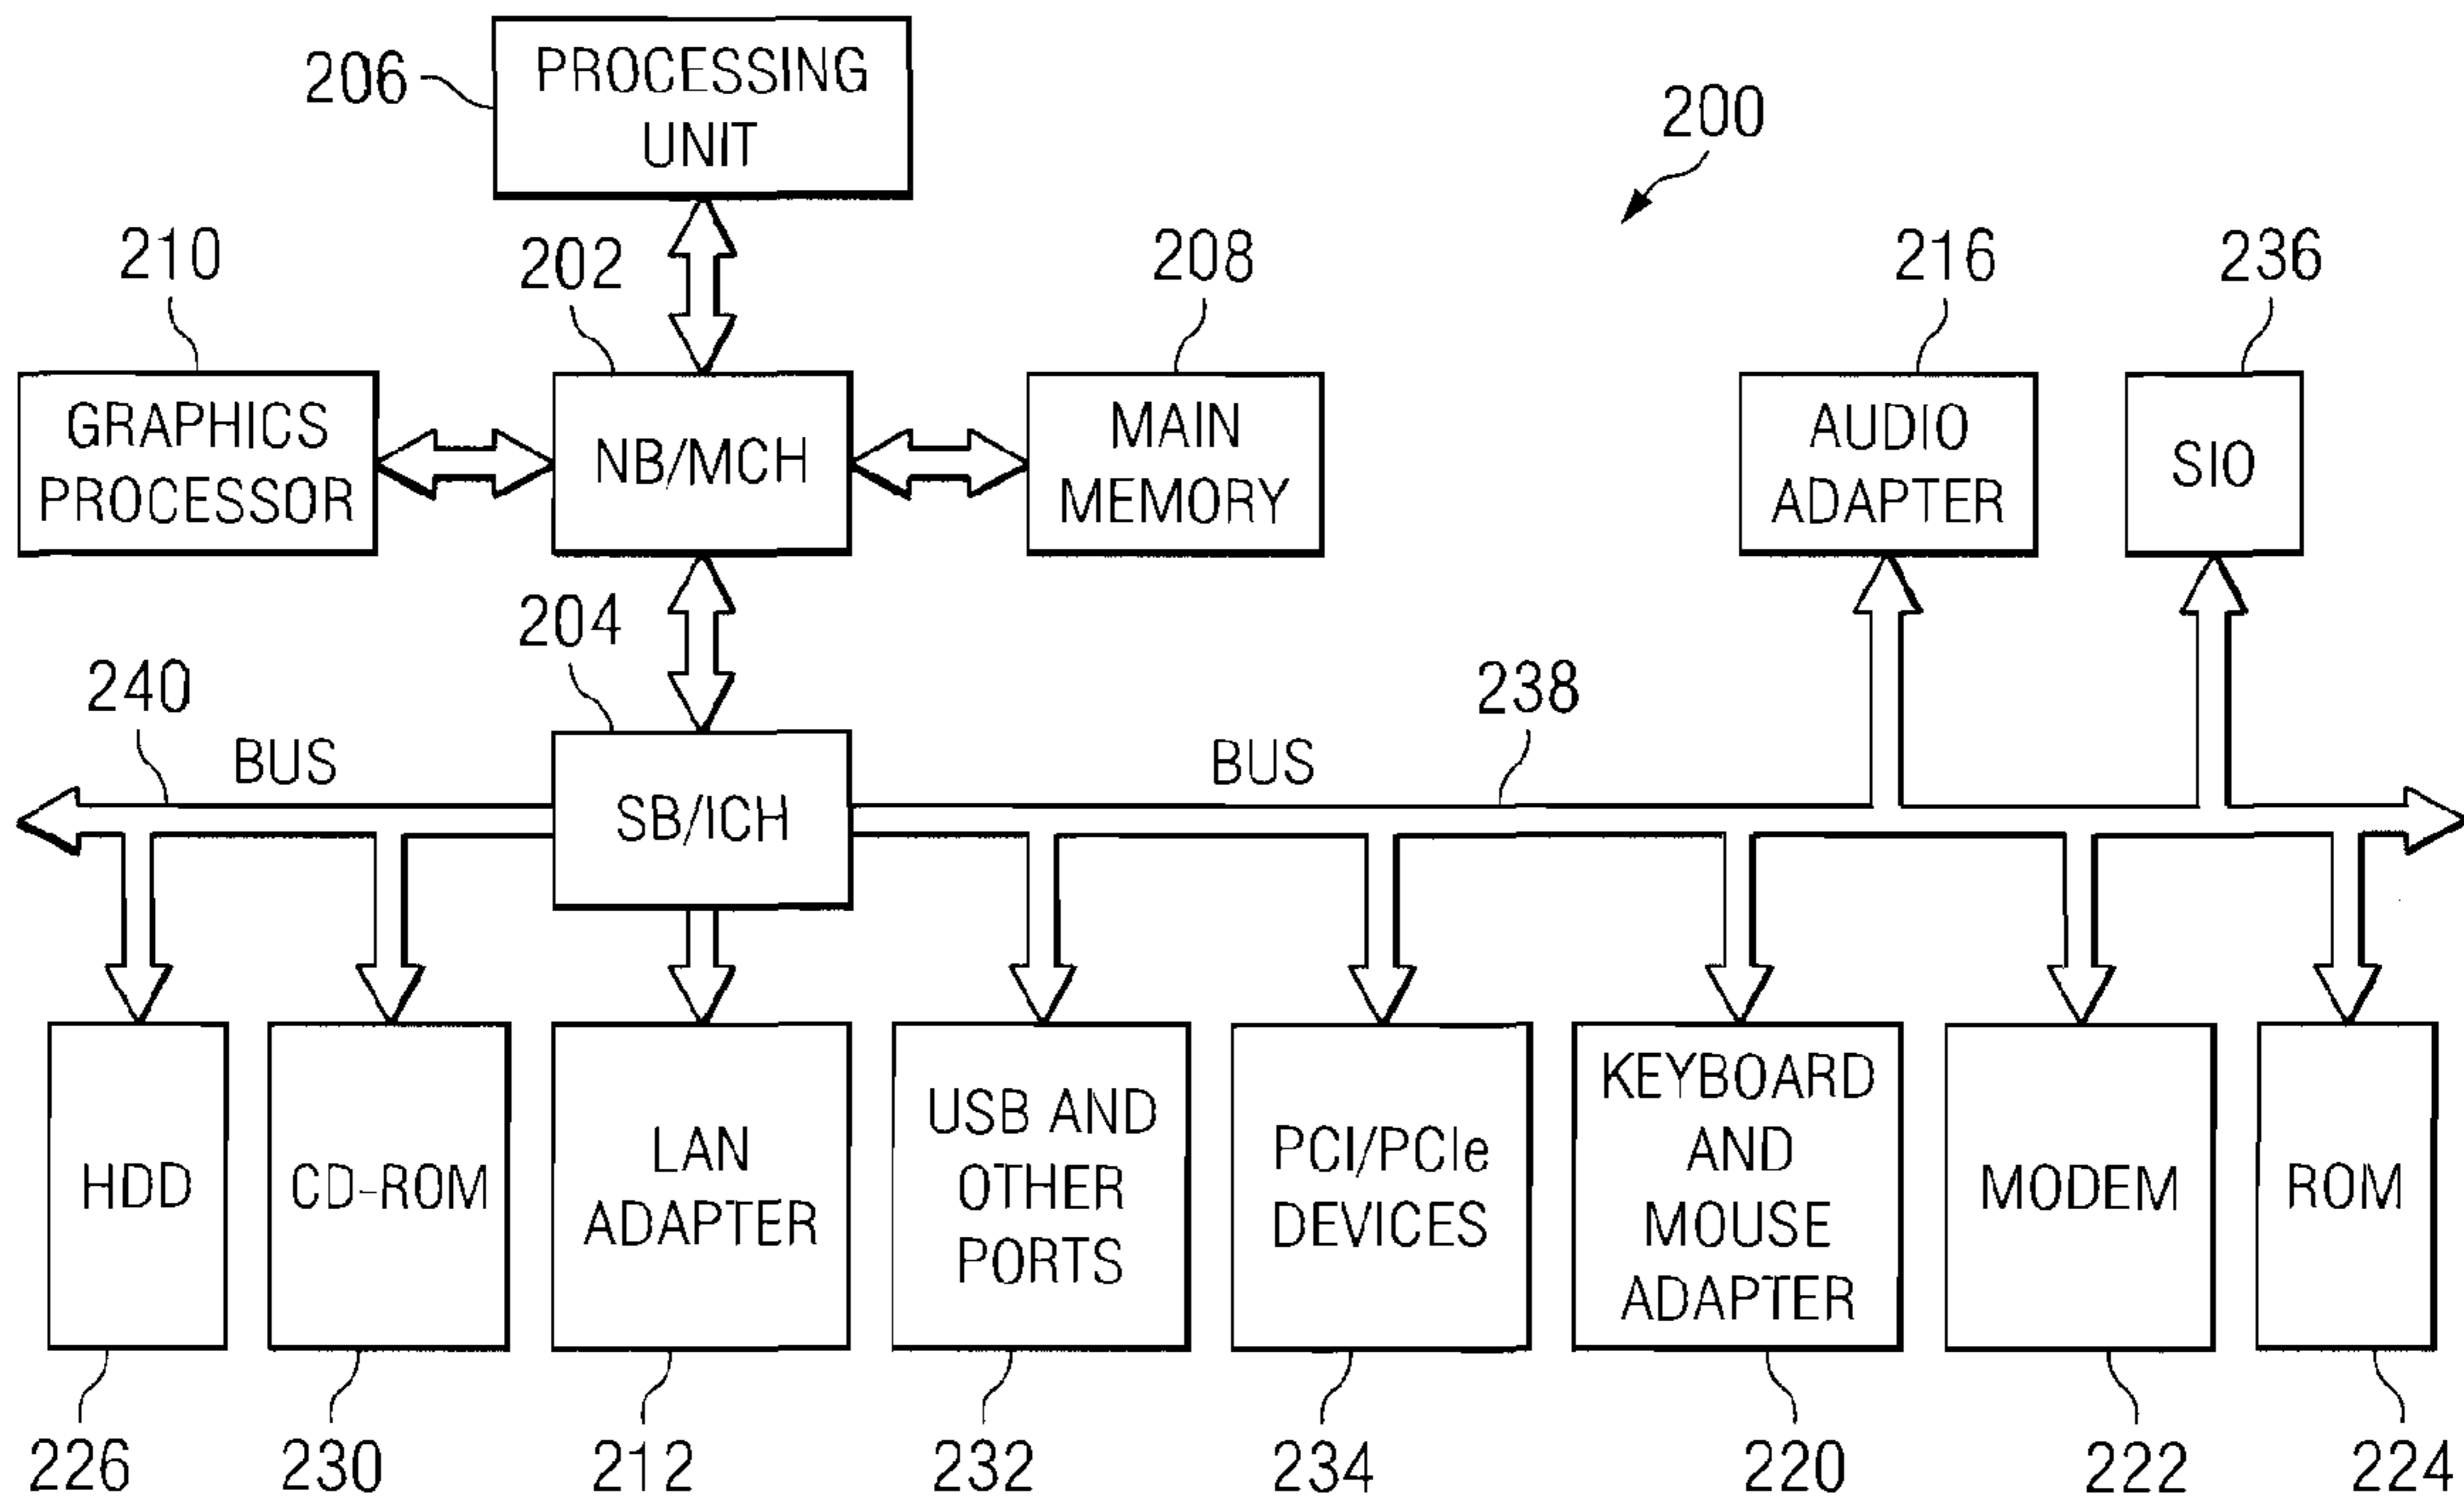 206
PROCESSING
UNIT
200
210
202
208
216
236
GRAPHICS
PROCESSOR
NB/MCH
MAIN
MEMORY
AUDIO
ADAPTER
SIO
204
240
BUS
238
BUS
SB/ICH
HDD
CD-ROM
LAN
ADAPTER
USB AND
OTHER
PORTS
PCI/PCIe
DEVICES
KEYBOARD
AND
MOUSE
ADAPTER
MODEM
ROM
226
230
212
232
234
220
222
224